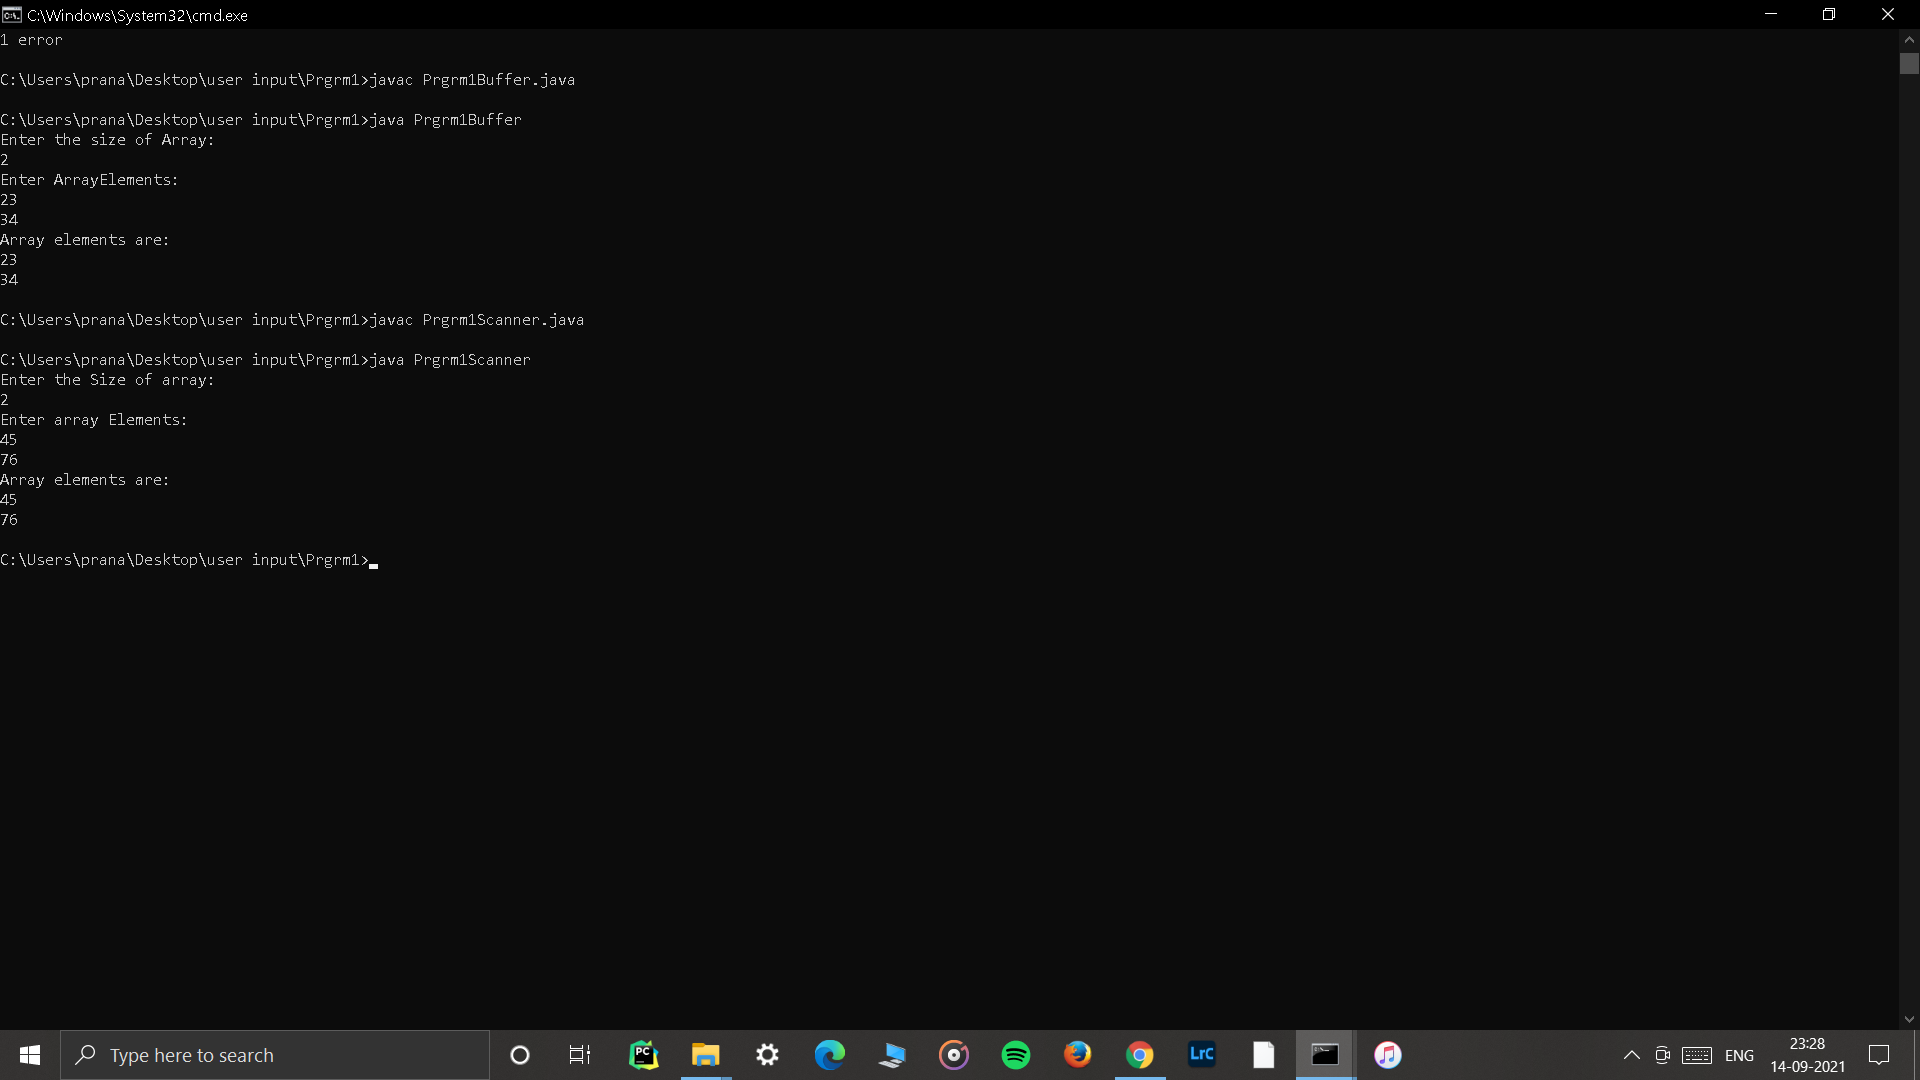 C:\Windows\System32\cmd.exe
1 error
C:\Users\prana\Desktop\user input\Prgrm1>javac Prgrm1Buffer.java
C:\Users\prana\Desktop\user input\Prgrm1>java Prgrm1Buffer
Enter the size of Array:
2
Enter ArrayElements:
23
34
Array elements are:
23
34
C:\Users\prana\Desktop\user input\Prgrm1>javac Prgrm1Scanner.java
C:\Users\prana\Desktop\user input\Prgrm1>java Prgrm1Scanner
Enter the Size of array:
2
Enter array Elements:
45
76
Array elements are:
45
76
C:\Users\prana\Desktop\user input\Prgrm1>
Type here to search
PC
LrC
ENG
23:28
14-09-2021